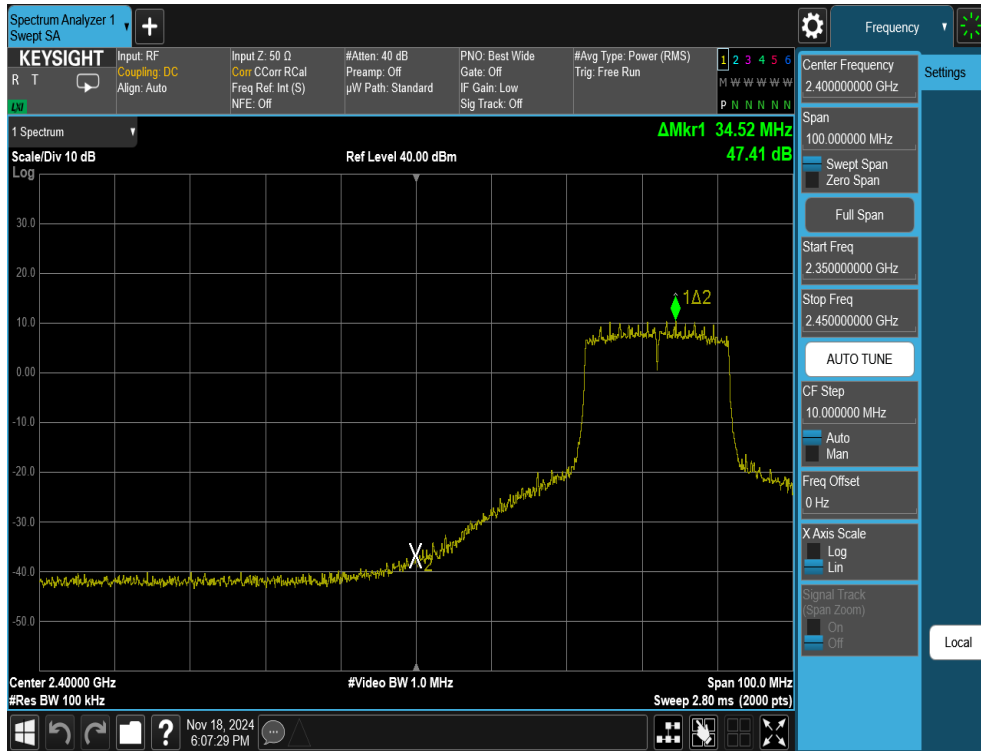 Spectrum Analyzer 1
Swept SA
+
Frequency
KEYSIGHT
R T
LXI
Input: RF
Coupling: DC
Align: Auto
Input Z: 50 Ω
Corr CCorr RCal
Freq Ref: Int (S)
NFE: Off
#Atten: 40 dB
Preamp: Off
µW Path: Standard
PNO: Best Wide
Gate: Off
IF Gain: Low
Sig Track: Off
#Avg Type: Power (RMS)
Trig: Free Run
1 2 3 4 5 6
M W W W W W
P N N N N N
1 Spectrum
Scale/Div 10 dB
Log
Ref Level 40.00 dBm
ΔMkr1 34.52 MHz
47.41 dB
30.0
20.0
10.0
0.00
-10.0
-20.0
-30.0
-40.0
-50.0
1Δ2
X2
Center 2.40000 GHz
#Res BW 100 kHz
#Video BW 1.0 MHz
Span 100.0 MHz
Sweep 2.80 ms (2000 pts)
Center Frequency
2.400000000 GHz
Settings
Span
100.000000 MHz
Swept Span
Zero Span
Full Span
Start Freq
2.350000000 GHz
Stop Freq
2.450000000 GHz
AUTO TUNE
CF Step
10.000000 MHz
Auto
Man
Freq Offset
0 Hz
X Axis Scale
Log
Lin
Signal Track
(Span Zoom)
On
Off
Local
?
Nov 18, 2024
6:07:29 PM